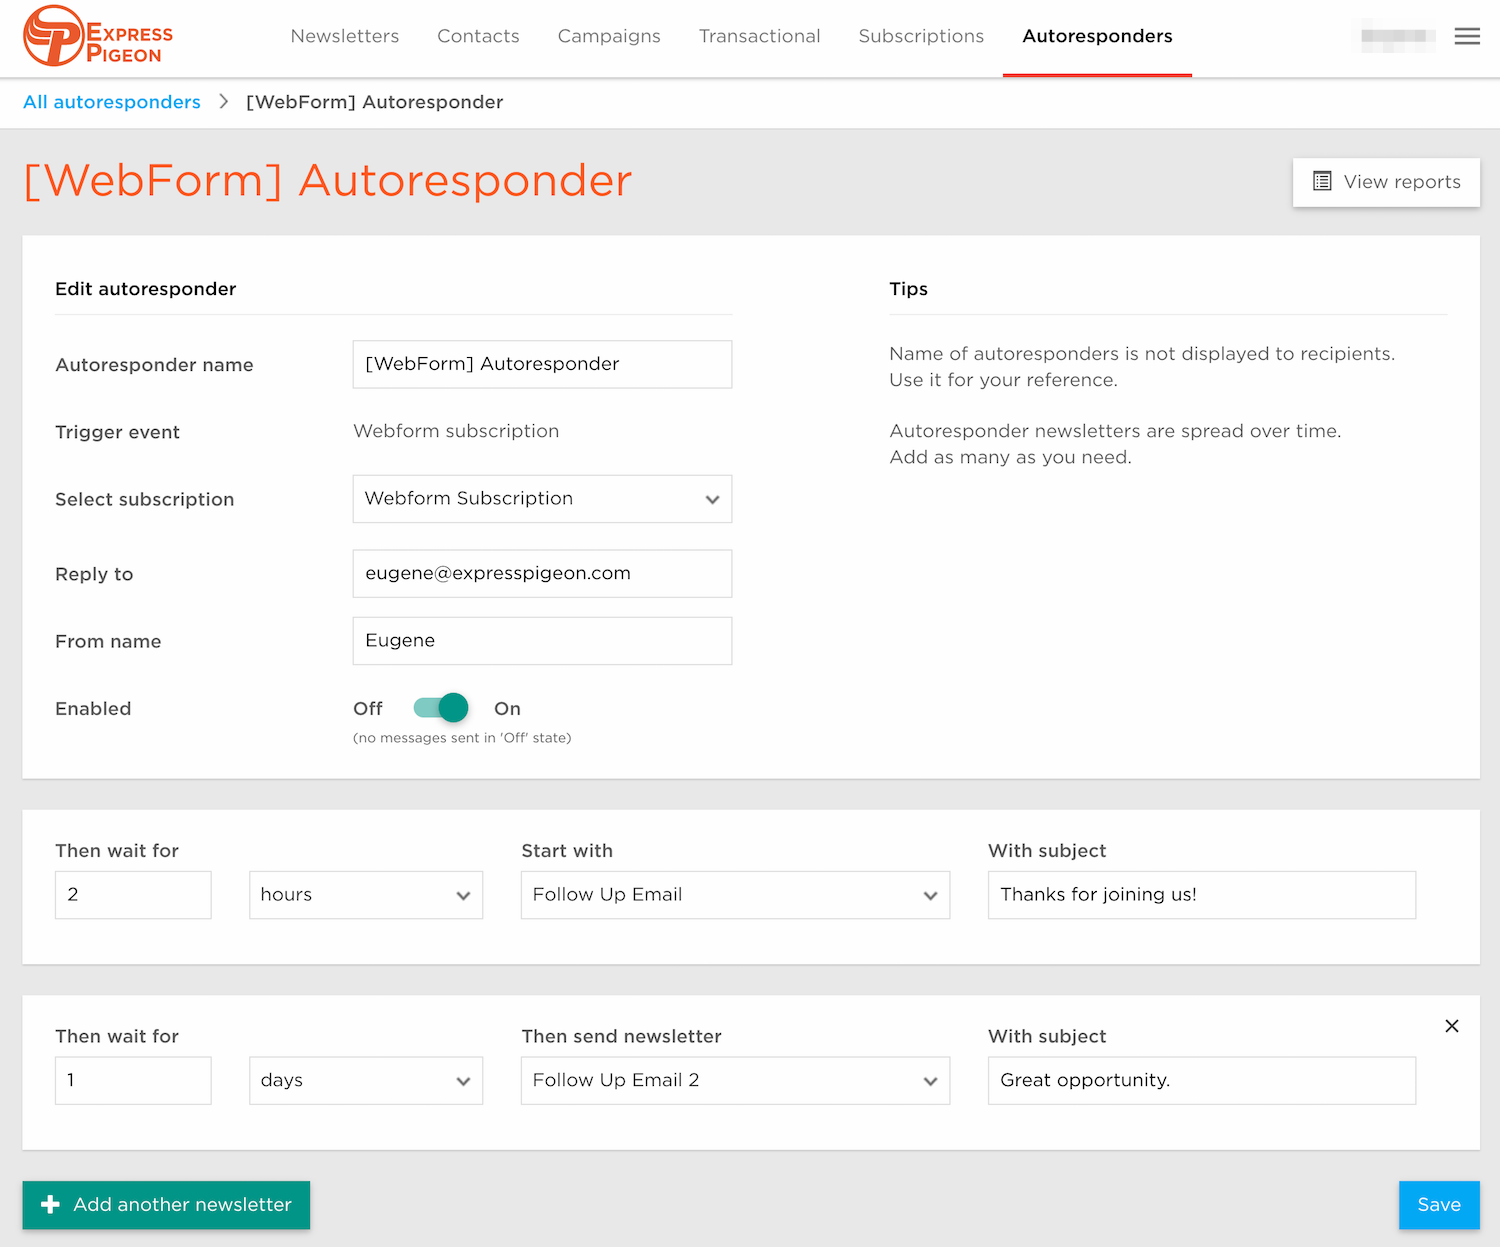 EXPRESS
PIGEON
Newsletters Contacts Campaigns Transactional Subscriptions Autoresponders
All autoresponders [WebForm] Autoresponder
[WebForm] Autoresponder
View reports
Edit autoresponder
Autoresponder name [WebForm] Autoresponder
Trigger event Webform subscription
Select subscription Webform Subscription
Reply to eugene@expresspigeon.com
From name Eugene
Enabled Off On
(no messages sent in 'Off' state)
Tips
Name of autoresponders is not displayed to recipients.
Use it for your reference.
Autoresponder newsletters are spread over time.
Add as many as you need.
Then wait for Start with With subject
2 hours Follow Up Email Thanks for joining us!
Then wait for Then send newsletter With subject
1 days Follow Up Email 2 Great opportunity.
Add another newsletter Save